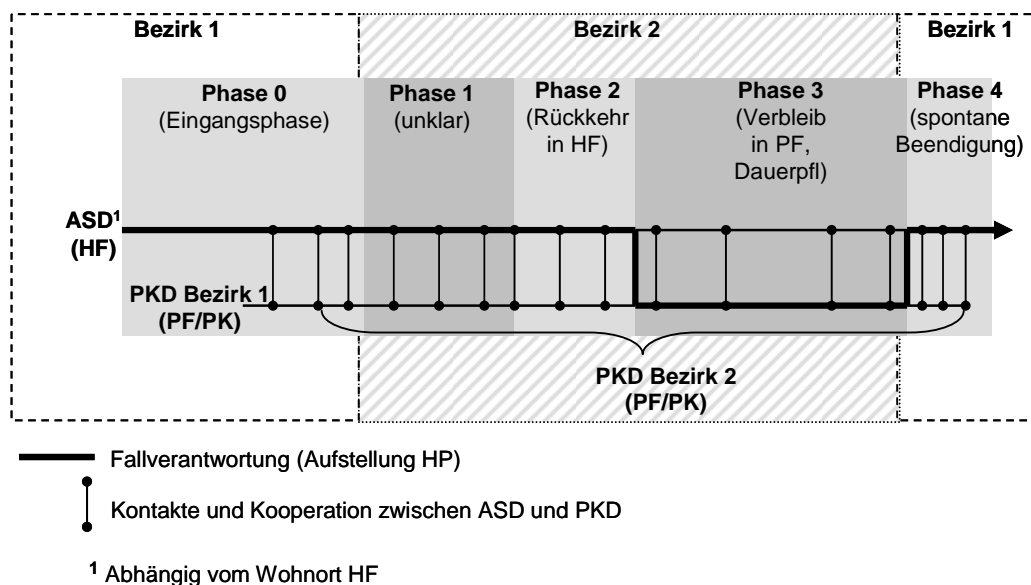 Bezirk 1
Bezirk 2
Bezirk 1
Phase 0
(Eingangsphase)
Phase 1
(unklar)
Phase 2
(Rückkehr
in HF)
Phase 3
(Verbleib
in PF,
Dauerpfl)
Phase 4
(spontane
Beendigung)
ASD¹
(HF)
PKD Bezirk 1
(PF/PK)
PKD Bezirk 2
(PF/PK)
Fallverantwortung (Aufstellung HP)
Kontakte und Kooperation zwischen ASD und PKD
¹ Abhängig vom Wohnort HF